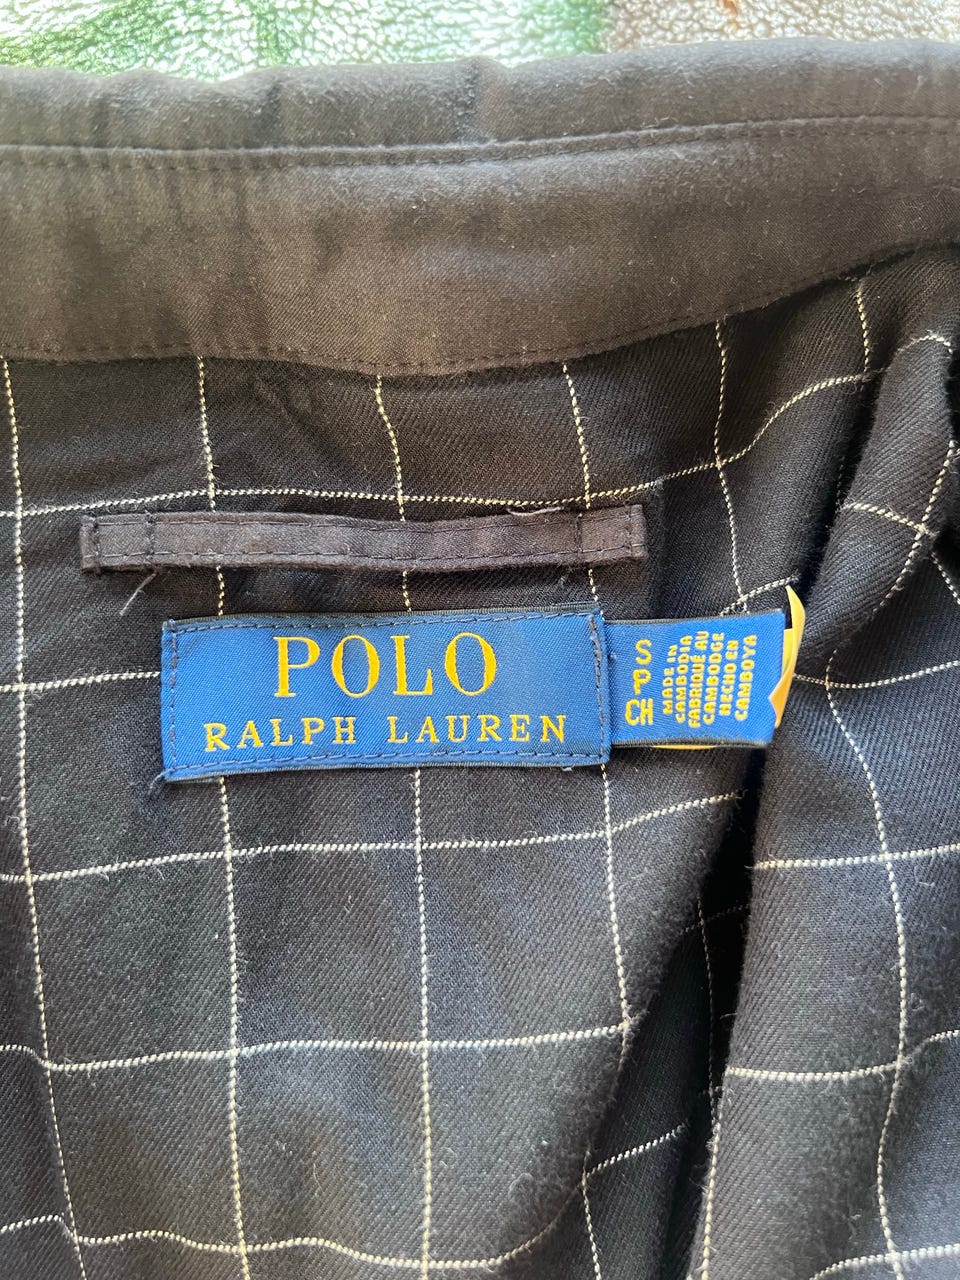 POLO
RALPH LAUREN
S
P
CH
MADE IN
CAMBODIA
FABRIQUÉ AU
CAMBODGE
HECHO EN
CAMBOYA